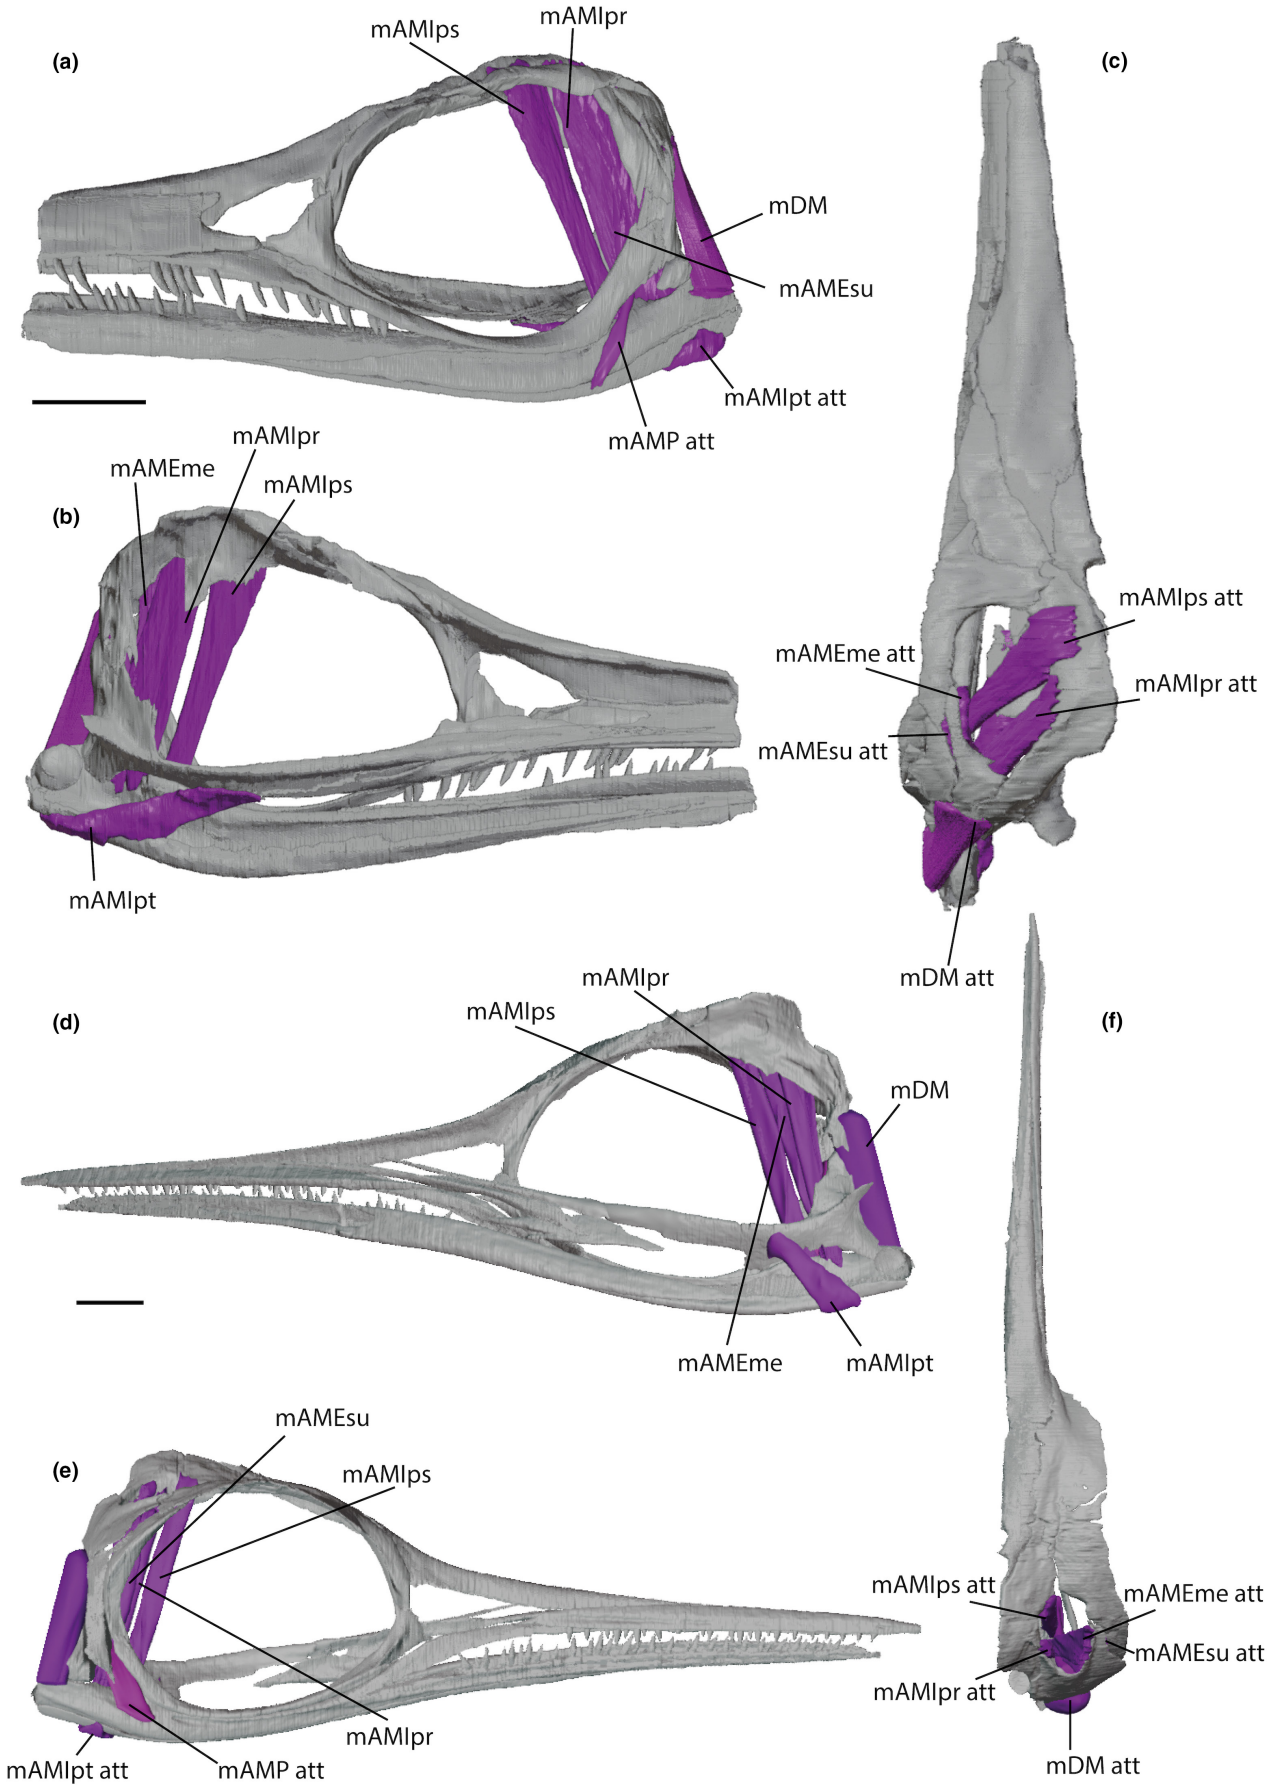 (a)
mAMIps
mAMIpr
mDM
mAMEsu
mAMIpt att
mAMP att
(b)
mAMEme
mAMIpr
mAMIps
mAMIpt
(c)
mAMIps att
mAMEme att
mAMIpr att
mAMEsu att
mDM att
(d)
mAMIpr
mAMIps
mDM
mAMEme
mAMIpt
(e)
mAMEsu
mAMIps
mAMIpr
mAMIpt att
mAMP att
(f)
mAMIps att
mAMEme att
mAMEsu att
mAMIpr att
mDM att